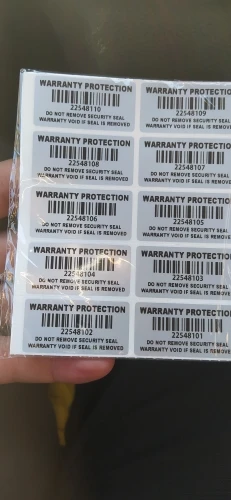 WARRANTY PROTECTION
22548110
DO NOT REMOVE SECURITY SEAL
WARRANTY VOID IF SEAL IS REMOVED
WARRANTY PROTEC
22548109
DO NOT REMOVE SECURITY SEAL
WARRANTY VOID IF SEAL IS REMOV
WARRANTY PROTECTION
22548108
DO NOT REMOVE SECURITY SEAL
WARRANTY VOID IF SEAL IS REMOVED
WARRANTY PROTECTION
22548107
DO NOT REMOVE SECURITY SEAL
WARRANTY VOID IF SEAL IS REMOVE
WARRANTY PROTECTION
22548106
DO NOT REMOVE SECURITY SEAL
WARRANTY VOID IF SEAL IS REMOVED
WARRANTY PROTECTION
22548105
DO NOT REMOVE SECURITY SEAL
WARRANTY VOID IF SEAL IS REMOVE
WARRANTY PROTECTION
22548104
DO NOT REMOVE SECURITY SEAL
WARRANTY VOID IF SEAL IS REMOVED
WARRANTY PROTECTION
22548103
DO NOT REMOVE SECURITY SEAL
WARRANTY VOID IF SEAL IS REMOVE
WARRANTY PROTECTION
22548102
DO NOT REMOVE SECURITY SEAL
WARRANTY VOID IF SEAL IS REMOVED
WARRANTY PROTECTION
22548101
DO NOT REMOVE SECURITY SEAL
WARRANTY VOID IF SEAL IS REMOVE